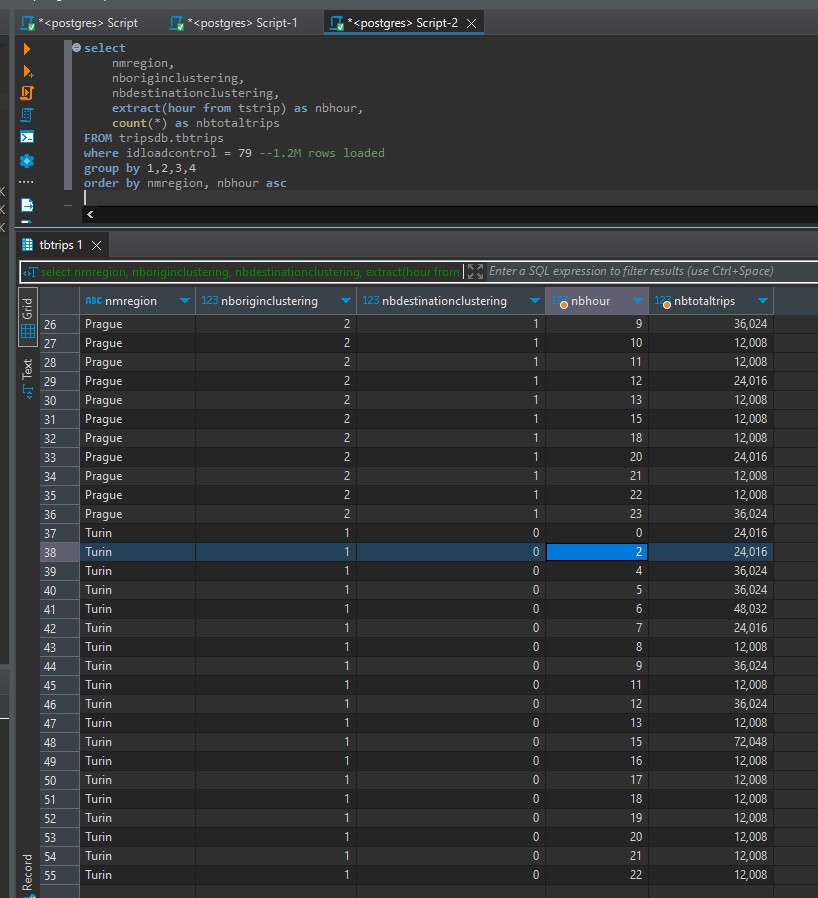 *<postgres> Script
*<postgres> Script-1
*<postgres> Script-2
select
nmregion,
nboriginclustering,
nbdestinationclustering,
extract(hour from tstrip) as nbhour,
count(*) as nbtotaltrips
FROM tripsdb.tbtrips
where idloadcontrol = 79 --1.2M rows loaded
group by 1,2,3,4
order by nmregion, nbhour asc
tbtrips 1
select nmregion, nboriginclustering, nbdestinationclustering, extract(hour from
Enter a SQL expression to filter results (use Ctrl+Space)
Grid
Text
Record
ABC nmregion 123 nboriginclustering 123 nbdestinationclustering nbhour 123 nbtotaltrips
26 Prague 2 1 9 36,024
27 Prague 2 1 10 12,008
28 Prague 2 1 11 12,008
29 Prague 2 1 12 24,016
30 Prague 2 1 13 12,008
31 Prague 2 1 15 12,008
32 Prague 2 1 18 12,008
33 Prague 2 1 20 24,016
34 Prague 2 1 21 12,008
35 Prague 2 1 22 12,008
36 Prague 2 1 23 36,024
37 Turin 1 0 0 24,016
38 Turin 1 0 2 24,016
39 Turin 1 0 4 36,024
40 Turin 1 0 5 36,024
41 Turin 1 0 6 48,032
42 Turin 1 0 7 24,016
43 Turin 1 0 8 12,008
44 Turin 1 0 9 36,024
45 Turin 1 0 11 12,008
46 Turin 1 0 12 36,024
47 Turin 1 0 13 12,008
48 Turin 1 0 15 72,048
49 Turin 1 0 16 12,008
50 Turin 1 0 17 12,008
51 Turin 1 0 18 12,008
52 Turin 1 0 19 12,008
53 Turin 1 0 20 12,008
54 Turin 1 0 21 12,008
55 Turin 1 0 22 12,008